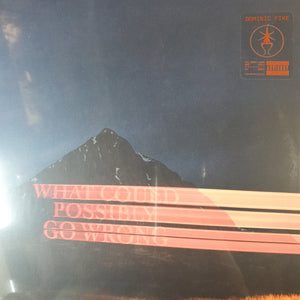 DOMINIC FIKE
WHAT COULD
POSSIBLY
GO WRONG